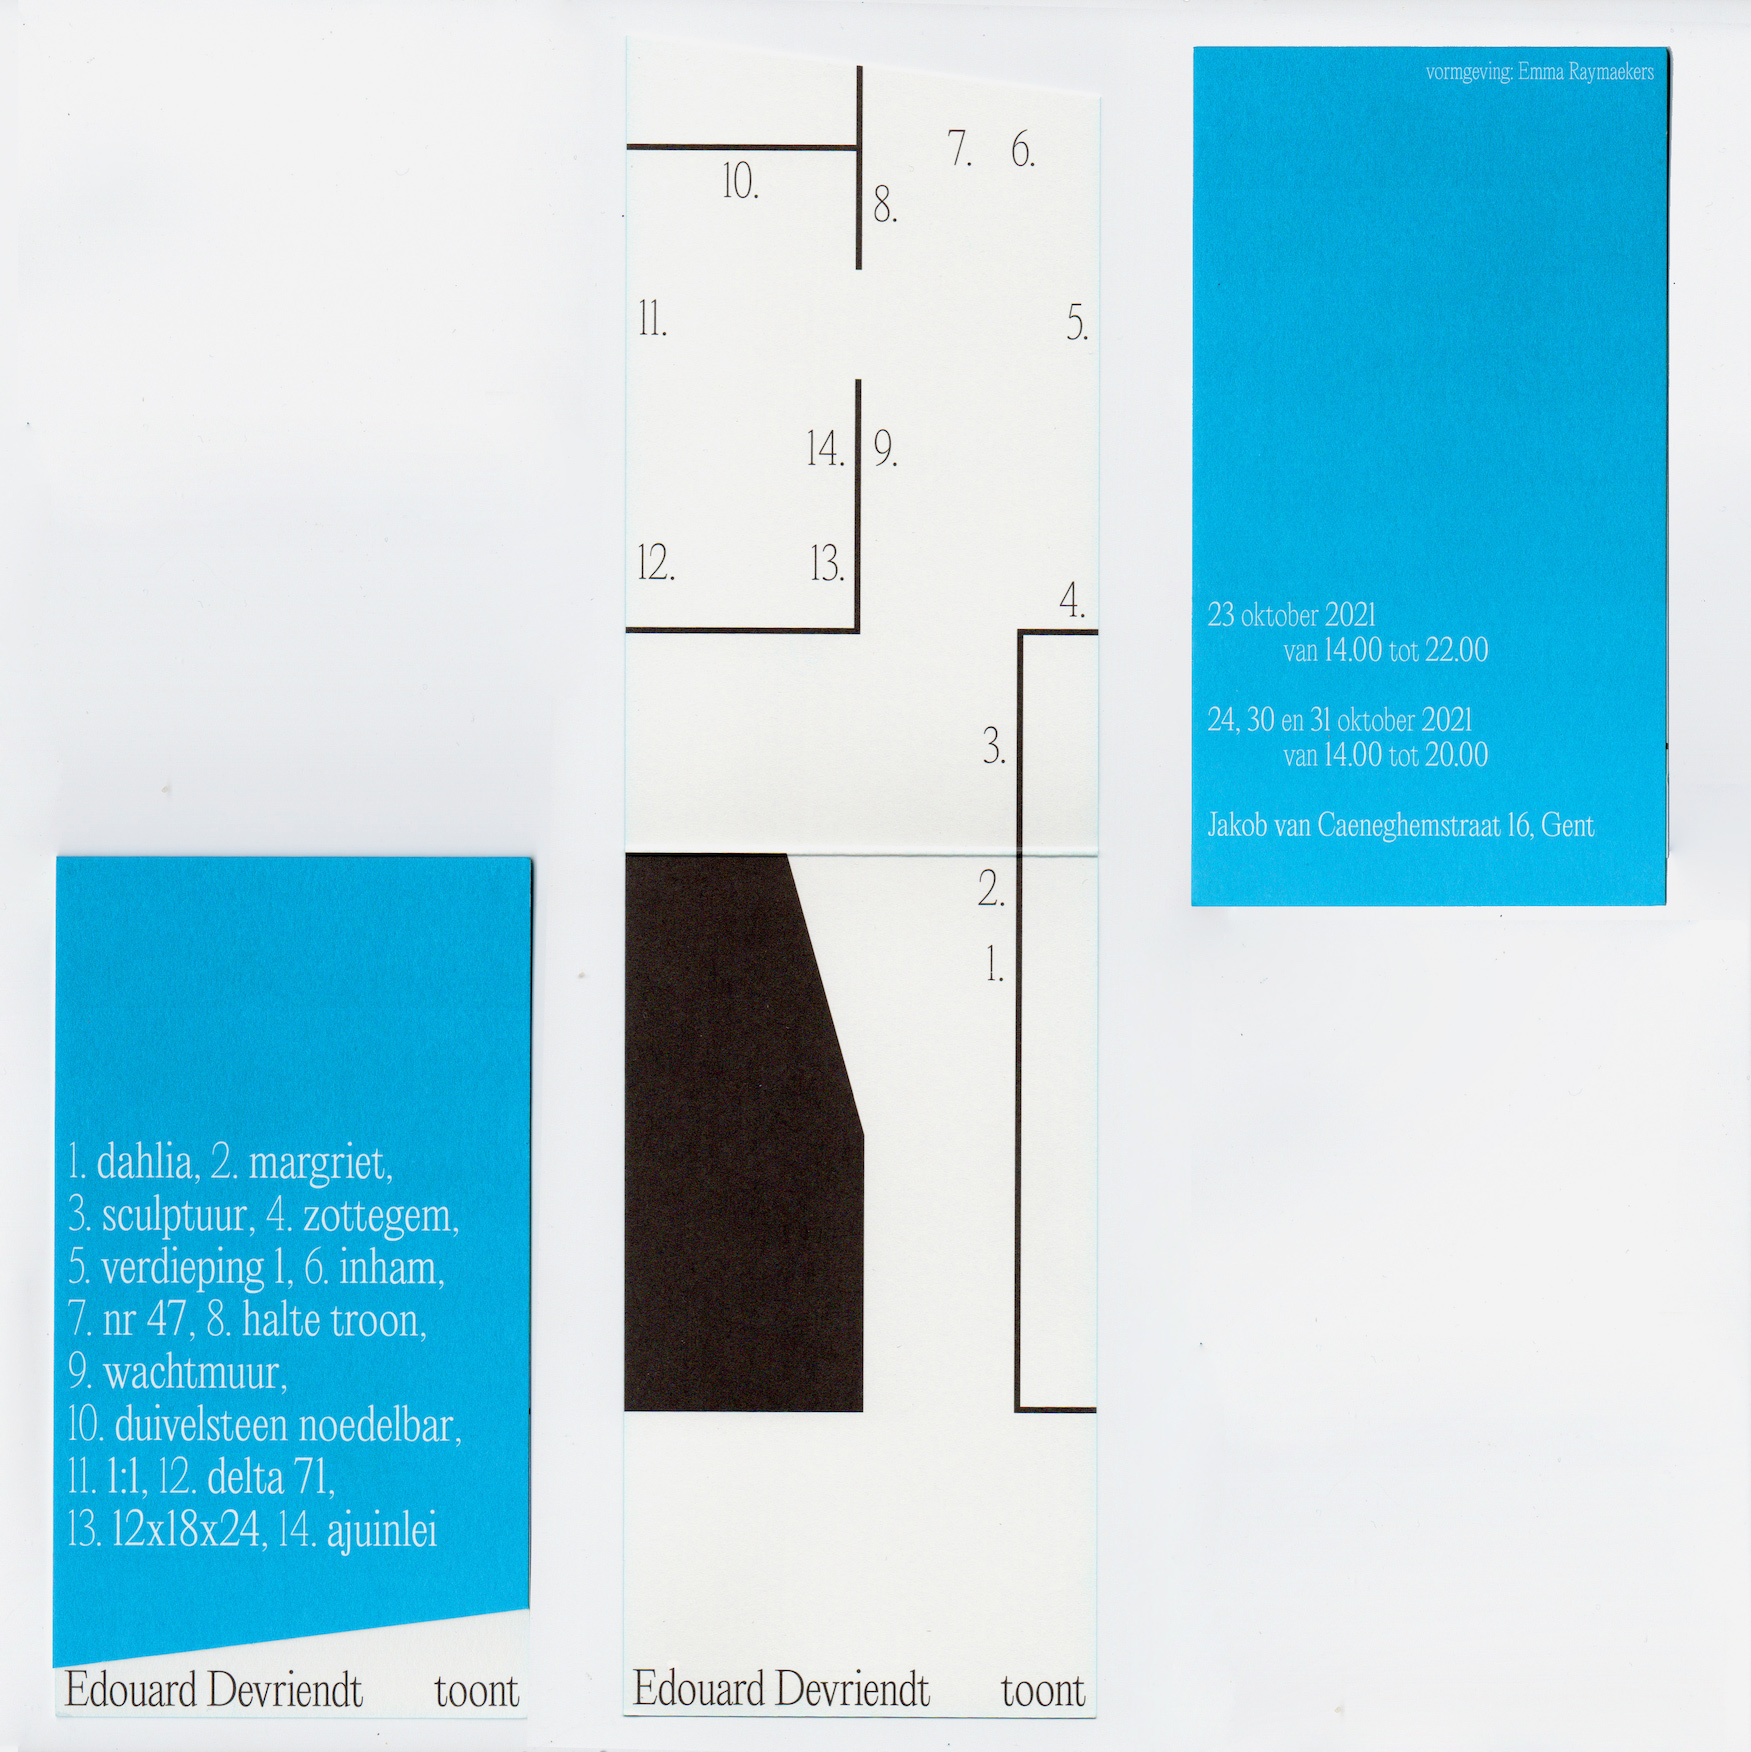 1. dahlia, 2. margriet,
3. sculptuur, 4. zottegem,
5. verdieping 1, 6. inham,
7. nr 47, 8. halte troon,
9. wachtmuur,
10. duivelsteen noedelbar,
11. 1:1, 12. delta 71,
13. 12x18x24, 14. ajuinlei
Edouard Devriendt toont
7. 6.
10.
8.
11.
5.
14. 9.
12. 13.
4.
3.
2.
1.
Edouard Devriendt toont
vormgeving: Emma Raymaekers
23 oktober 2021
van 14.00 tot 22.00
24, 30 en 31 oktober 2021
van 14.00 tot 20.00
Jakob van Caeneghemstraat 16, Gent